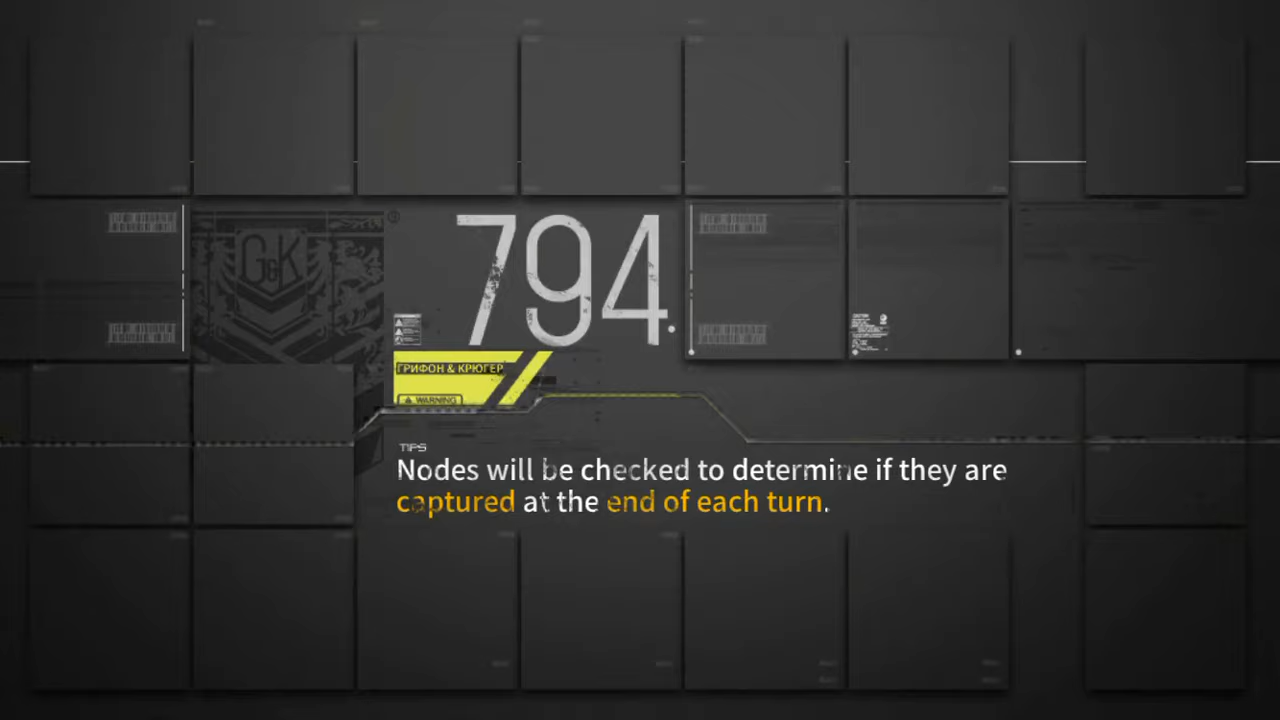 G&K
794.
ГРИФОН & КРЮГЕР
WARNING
TIPS
Nodes will be checked to determine if they are
captured at the end of each turn.